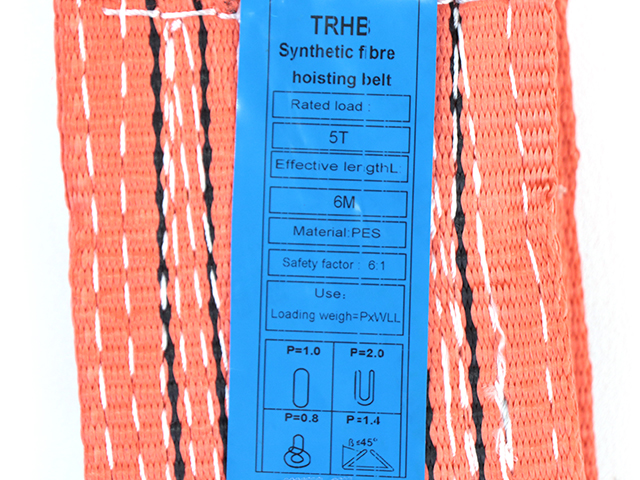 TRHB
Synthetic fibre
hoisting belt
Rated load :
5T
Effective lengthL:
6M
Material:PES
Safety factor : 6:1
Use:
Loading weigh=PxWLL
P=1.0 P=2.0
P=0.8 P=1.4
ß≤45°